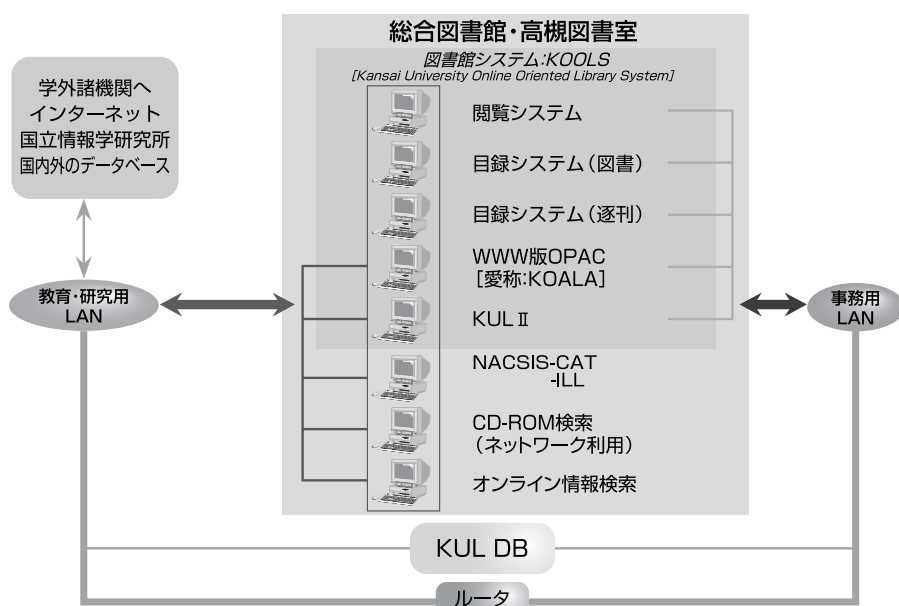 総合図書館・高槻図書室
図書館システム:KOOLS
[Kansai University Online Oriented Library System]
学外諸機関へ
インターネット
国立情報学研究所
国内外のデータベース
閲覧システム
目録システム(図書)
目録システム(逐刊)
WWW版OPAC
[愛称:KOALA]
KUL Ⅱ
NACSIS-CAT
-ILL
CD-ROM検索
(ネットワーク利用)
オンライン情報検索
教育・研究用
LAN
事務用
LAN
KUL DB
ルータ